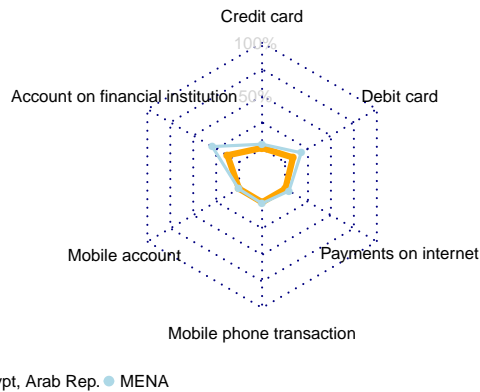 Credit card
100%
Account on financial institution
50%
Debit card
Mobile account
Payments on internet
Mobile phone transaction
ypt, Arab Rep. MENA